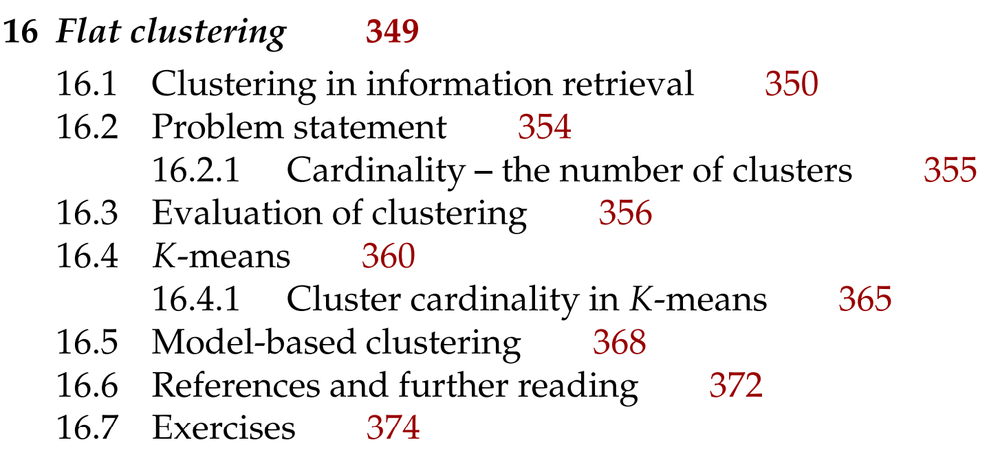 16 Flat clustering 349
16.1 Clustering in information retrieval 350
16.2 Problem statement 354
16.2.1 Cardinality – the number of clusters 355
16.3 Evaluation of clustering 356
16.4 K-means 360
16.4.1 Cluster cardinality in K-means 365
16.5 Model-based clustering 368
16.6 References and further reading 372
16.7 Exercises 374